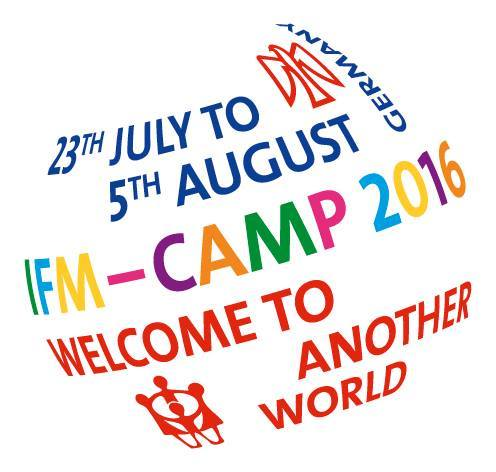 GERMANY
23TH JULY TO
5TH AUGUST
IFM-CAMP 2016
WELCOME TO
ANOTHER
WORLD